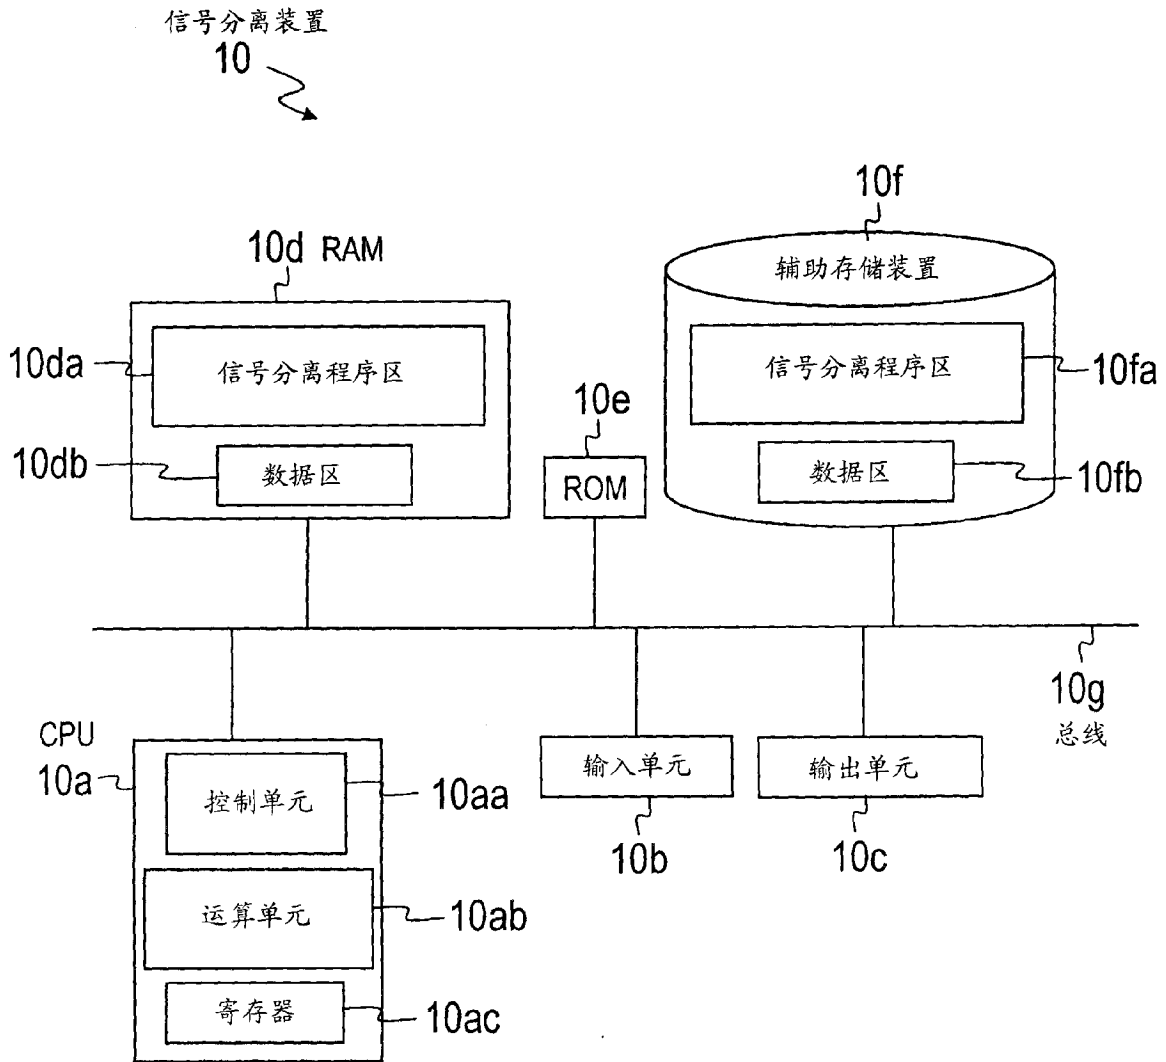 信号分离装置
10
10f
10d RAM
辅助存储装置
10da
信号分离程序区
信号分离程序区
10fa
10e
10db
数据区
ROM
数据区
10fb
10g
总线
CPU
10a
控制单元
10aa
输入单元
输出单元
10b
10c
运算单元
10ab
寄存器
10ac